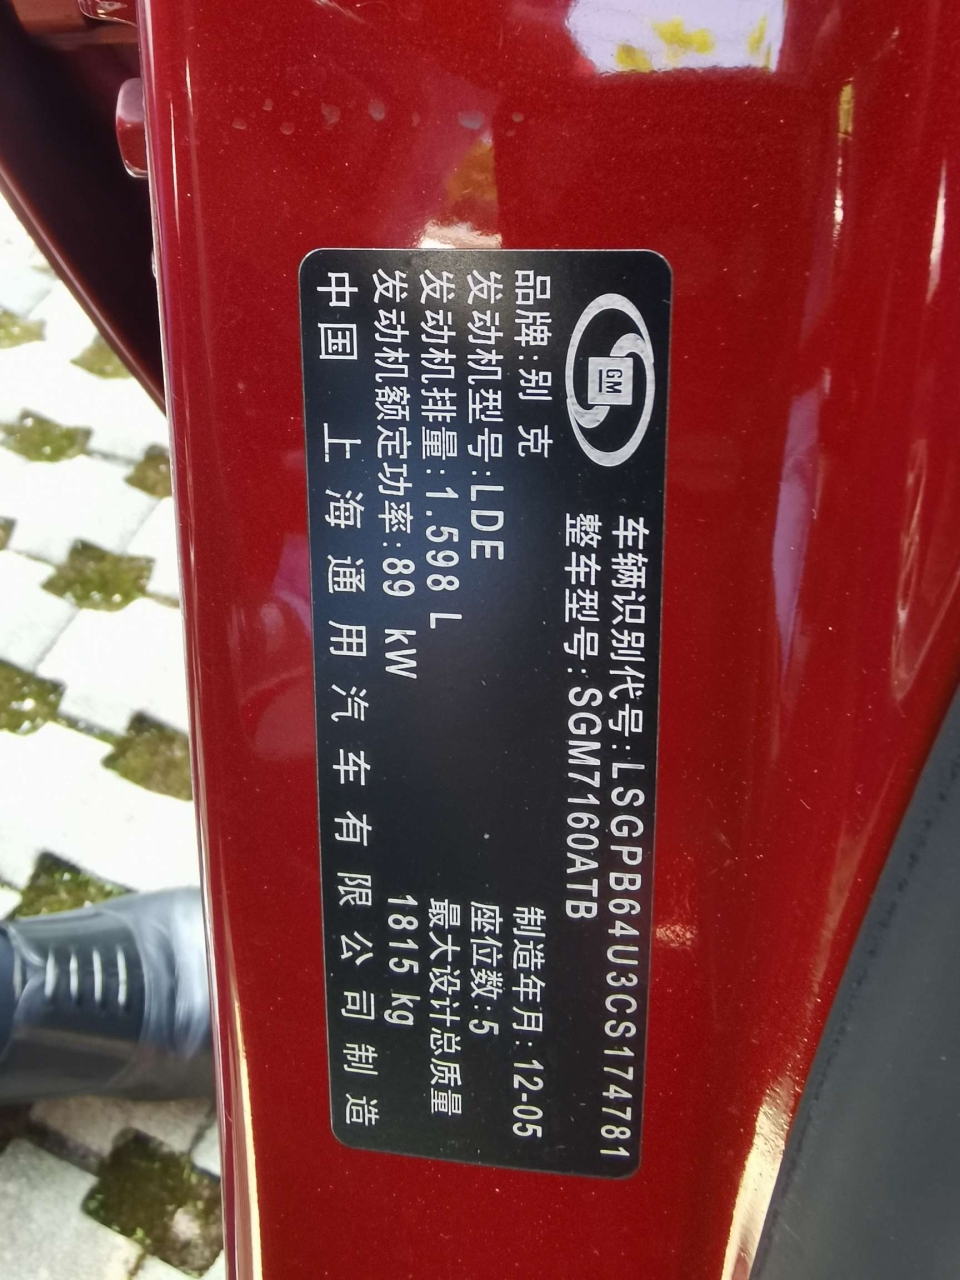 GM
车辆识别代号:LSGPB64U3CS174781
整车型号:SGM7160ATB
品牌:别 克
制造年月:12-05
发动机型号:LDE
座位数:5
发动机排量:1.598 L
最大设计总质量
发动机额定功率:89 kW
1815 kg
中国 上海通用汽车有限公司制造